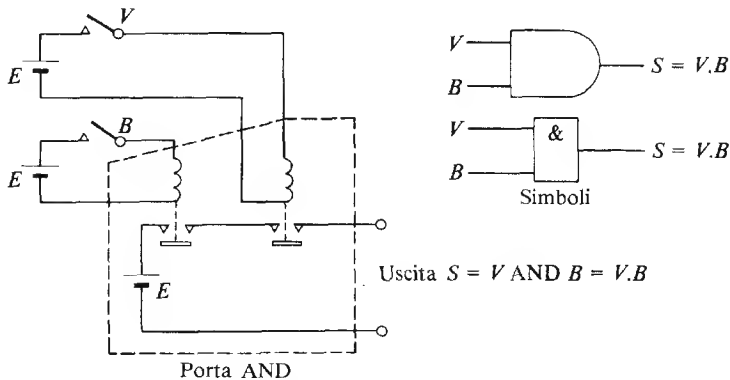 V
E
B
E
E
Porta AND
V
B
S = V.B
V
B
&
S = V.B
Simboli
Uscita S = V AND B = V.B